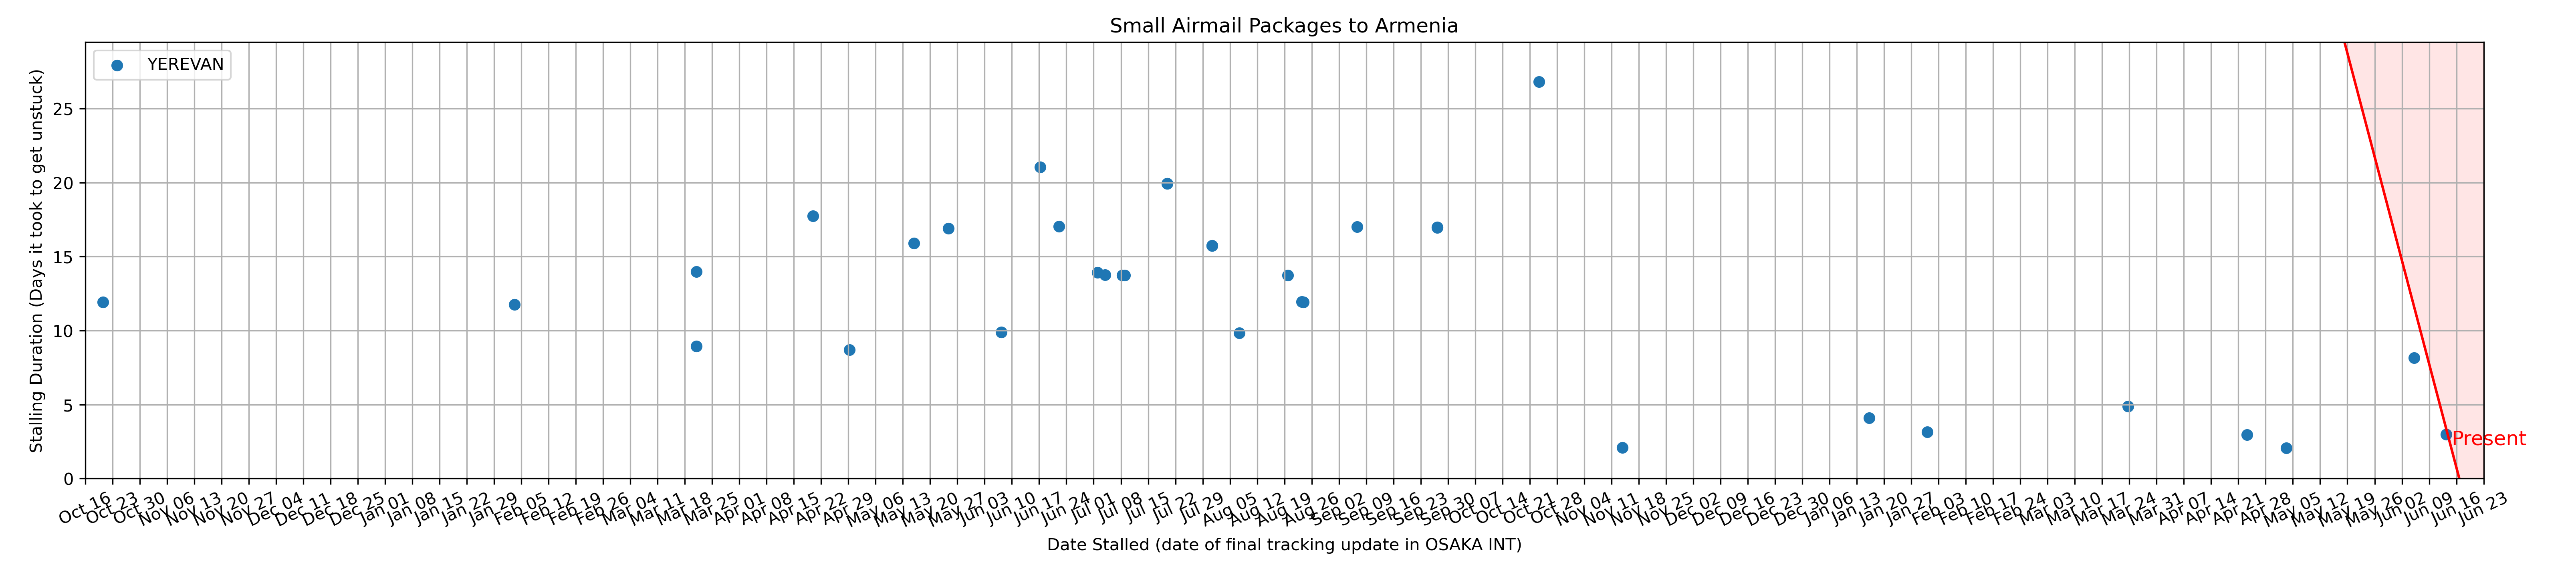 Small Airmail Packages to Armenia
YEREVAN
Stalling Duration (Days it took to get unstuck)
25
20
15
10
5
0
Present
Oct 16
Oct 23
Oct 30
Nov 06
Nov 13
Nov 20
Nov 27
Dec 04
Dec 11
Dec 18
Dec 25
Jan 01
Jan 08
Jan 15
Jan 22
Jan 29
Feb 05
Feb 12
Feb 19
Feb 26
Mar 04
Mar 11
Mar 18
Mar 25
Apr 01
Apr 08
Apr 15
Apr 22
Apr 29
May 06
May 13
May 20
May 27
Jun 03
Jun 10
Jun 17
Jun 24
Jul 01
Jul 08
Jul 15
Jul 22
Jul 29
Aug 05
Aug 12
Aug 19
Aug 26
Sep 02
Sep 09
Sep 16
Sep 23
Sep 30
Oct 07
Oct 14
Oct 21
Oct 28
Nov 04
Nov 11
Nov 18
Nov 25
Dec 02
Dec 09
Dec 16
Dec 23
Dec 30
Jan 06
Jan 13
Jan 20
Jan 27
Feb 03
Feb 10
Feb 17
Feb 24
Mar 03
Mar 10
Mar 17
Mar 24
Mar 31
Apr 07
Apr 14
Apr 21
Apr 28
May 05
May 12
May 19
May 26
Jun 02
Jun 09
Jun 16
Jun 23
Date Stalled (date of final tracking update in OSAKA INT)